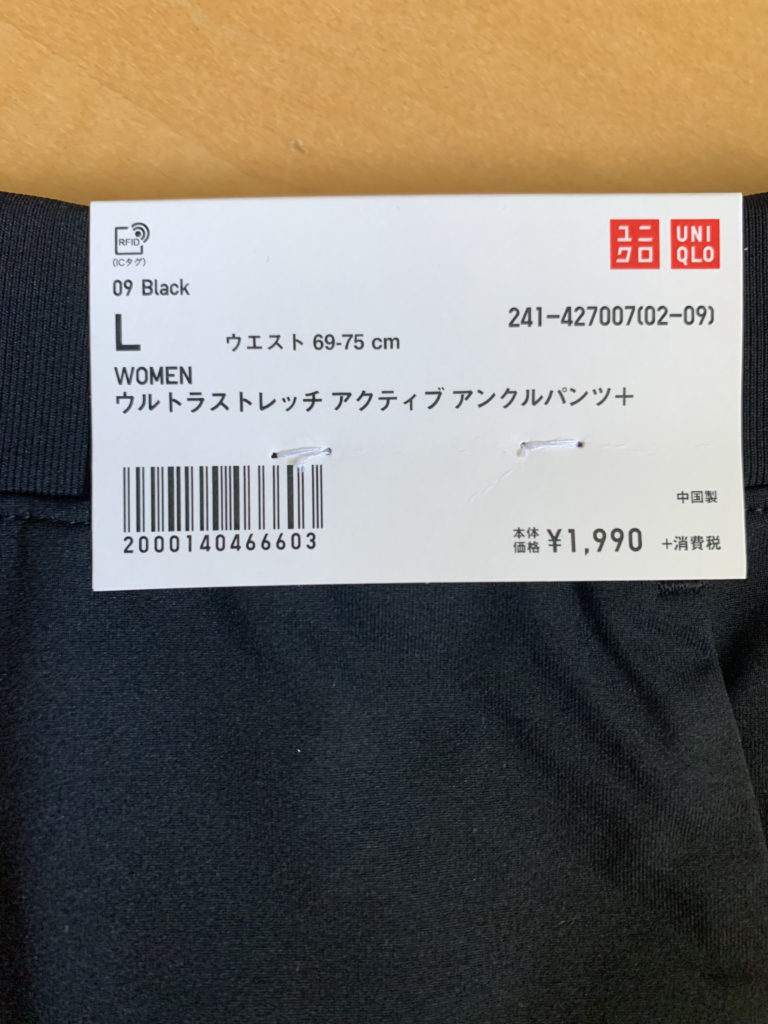 RFID
(ICタグ)
ユニ
クロ
UNI
QLO
09 Black
241-427007(02-09)
L
ウエスト 69-75 cm
WOMEN
ウルトラストレッチ アクティブ アンクルパンツ+
中国製
2000140466603
本体
価格 ¥1,990 +消費税